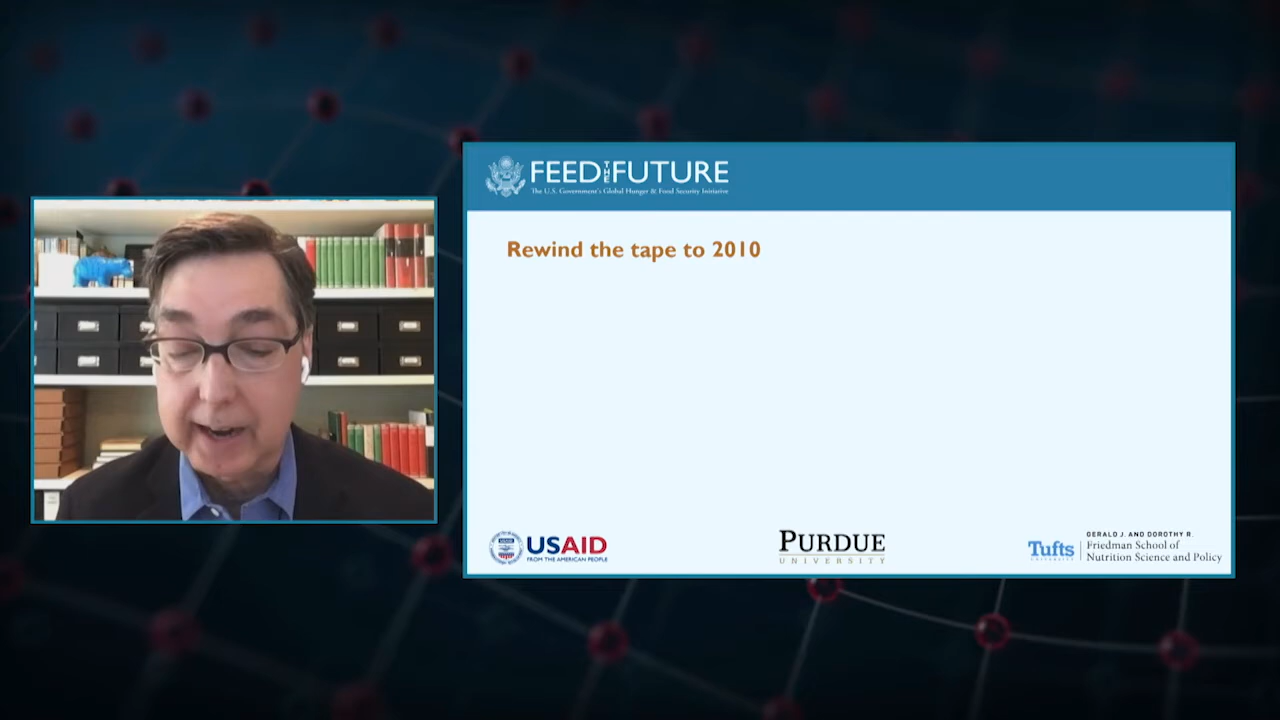 FEED THE FUTURE
The U.S. Government's Global Hunger & Food Security Initiative
Rewind the tape to 2010
USAID
FROM THE AMERICAN PEOPLE
PURDUE
UNIVERSITY
Tufts
UNIVERSITY
GERALD J. AND DOROTHY R.
Friedman School of
Nutrition Science and Policy